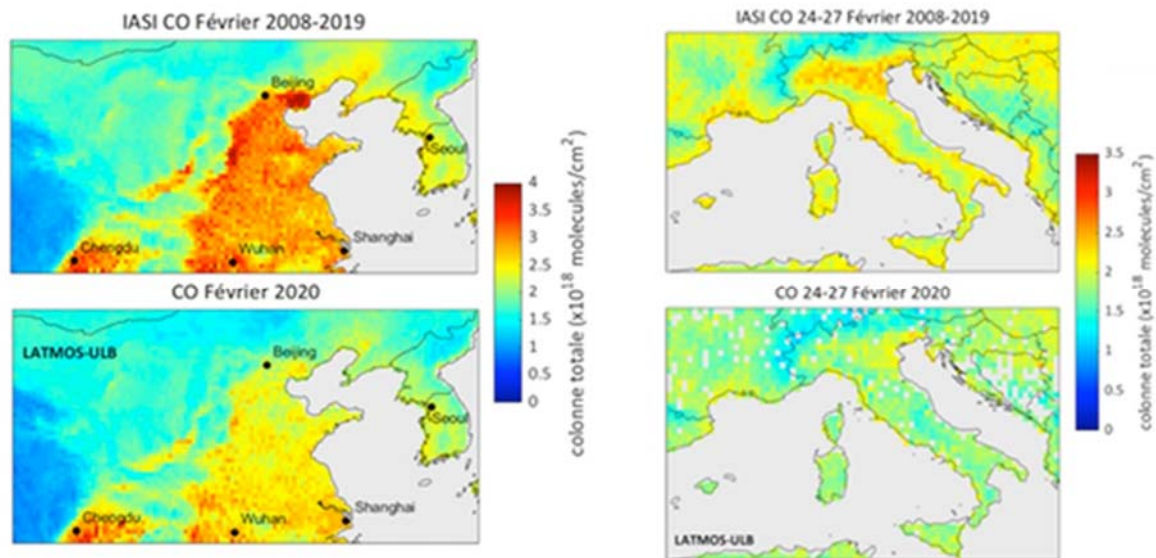 IASI CO Février 2008-2019
Beijing
Seoul
Chengdu
Wuhan
Shanghai
CO Février 2020
LATMOS-ULB
Beijing
Seoul
Chengdu
Wuhan
Shanghai
4
3.5
3
2.5
2
1.5
1
0.5
0
colonne totale (x10¹⁸ molecules/cm²)
IASI CO 24-27 Février 2008-2019
CO 24-27 Février 2020
LATMOS-ULB
3.5
3
2.5
2
1.5
1
0.5
0
colonne totale (x10¹⁸ molecules/cm²)